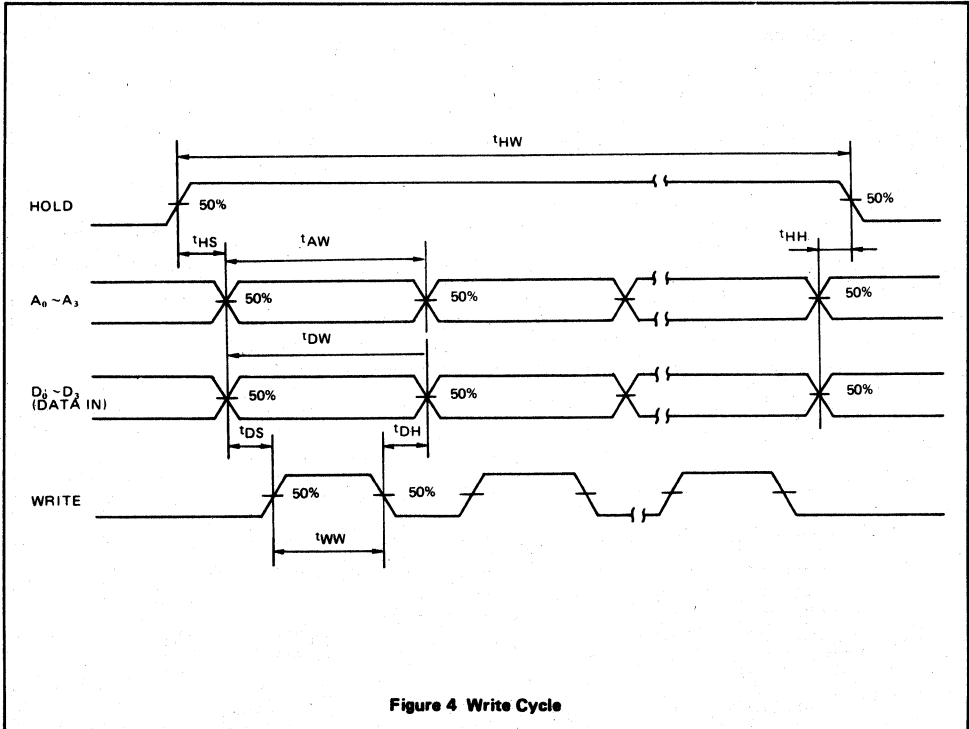 tHW
HOLD 50% 50%
tHS tAW tHH
A0 ~ A3 50% 50% 50%
tDW
D0 ~ D3 50% 50% 50%
(DATA IN)
tDS tDH
WRITE 50% 50%
tWW
Figure 4 Write Cycle